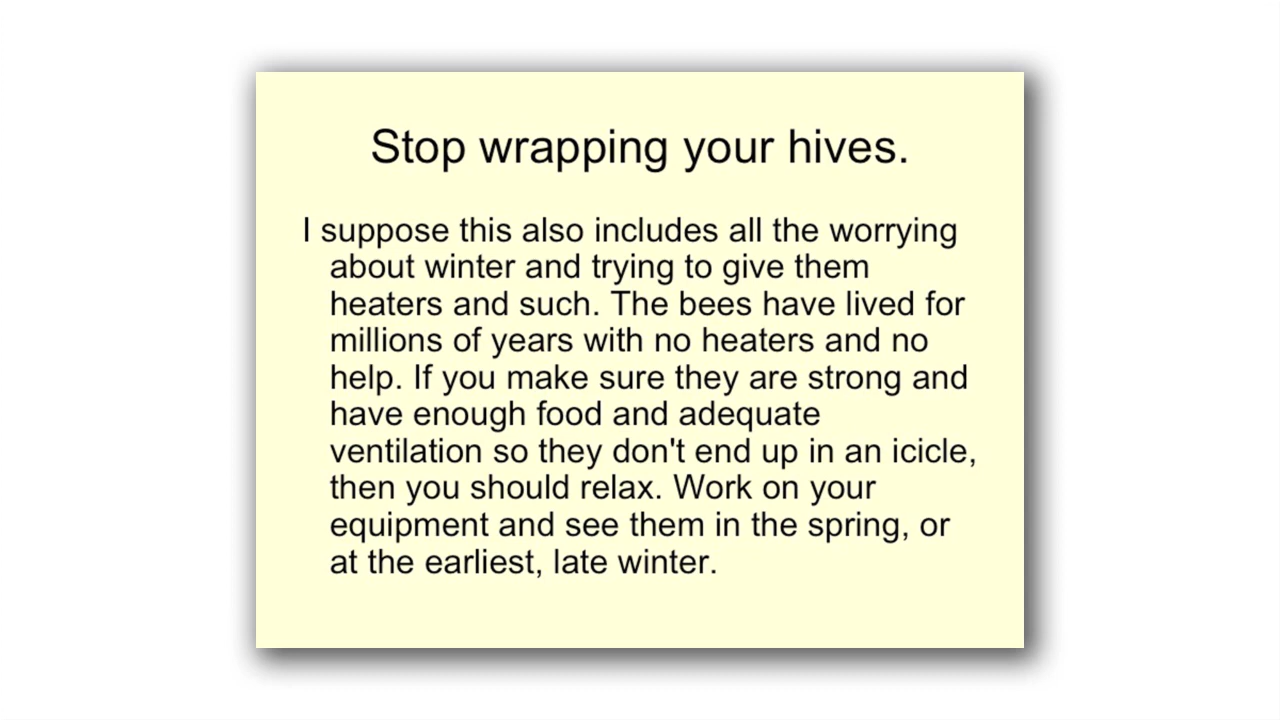 Stop wrapping your hives.
I suppose this also includes all the worrying
about winter and trying to give them
heaters and such. The bees have lived for
millions of years with no heaters and no
help. If you make sure they are strong and
have enough food and adequate
ventilation so they don't end up in an icicle,
then you should relax. Work on your
equipment and see them in the spring, or
at the earliest, late winter.